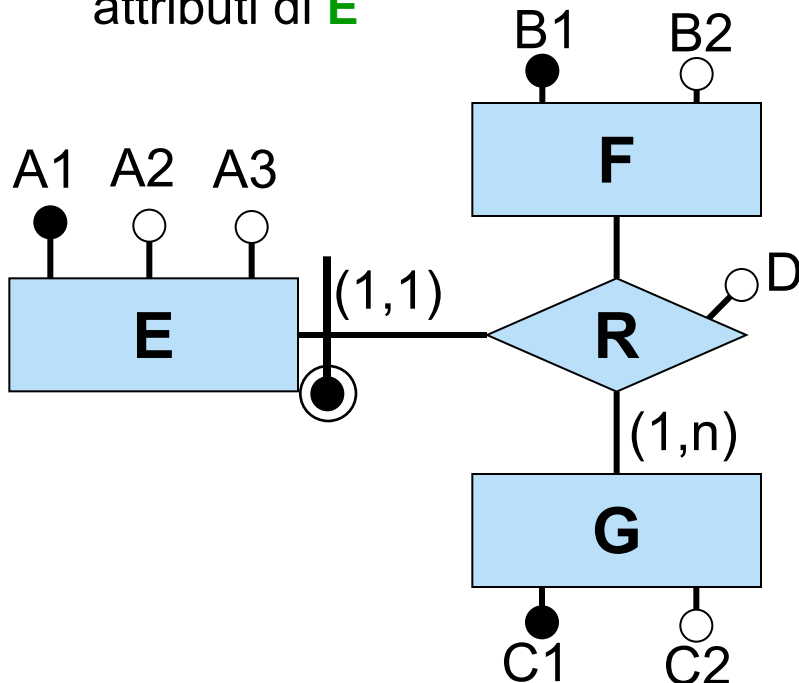 attributi di E
B1 B2
F
A1 A2 A3
D
(1,1)
E
R
(1,n)
G
C1 C2